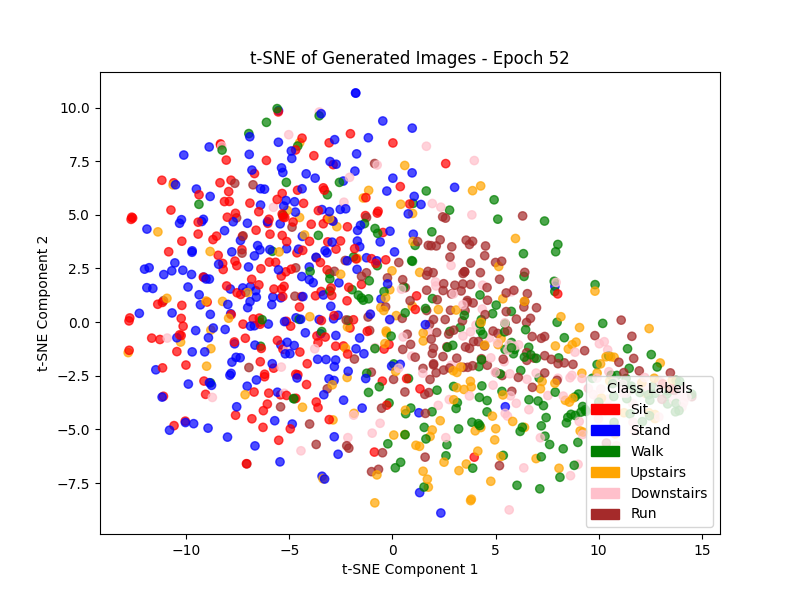 t-SNE of Generated Images - Epoch 52
t-SNE Component 2
10.0
7.5
5.0
2.5
0.0
−2.5
−5.0
−7.5
Class Labels
Sit
Stand
Walk
Upstairs
Downstairs
Run
−10
−5
0
5
10
15
t-SNE Component 1